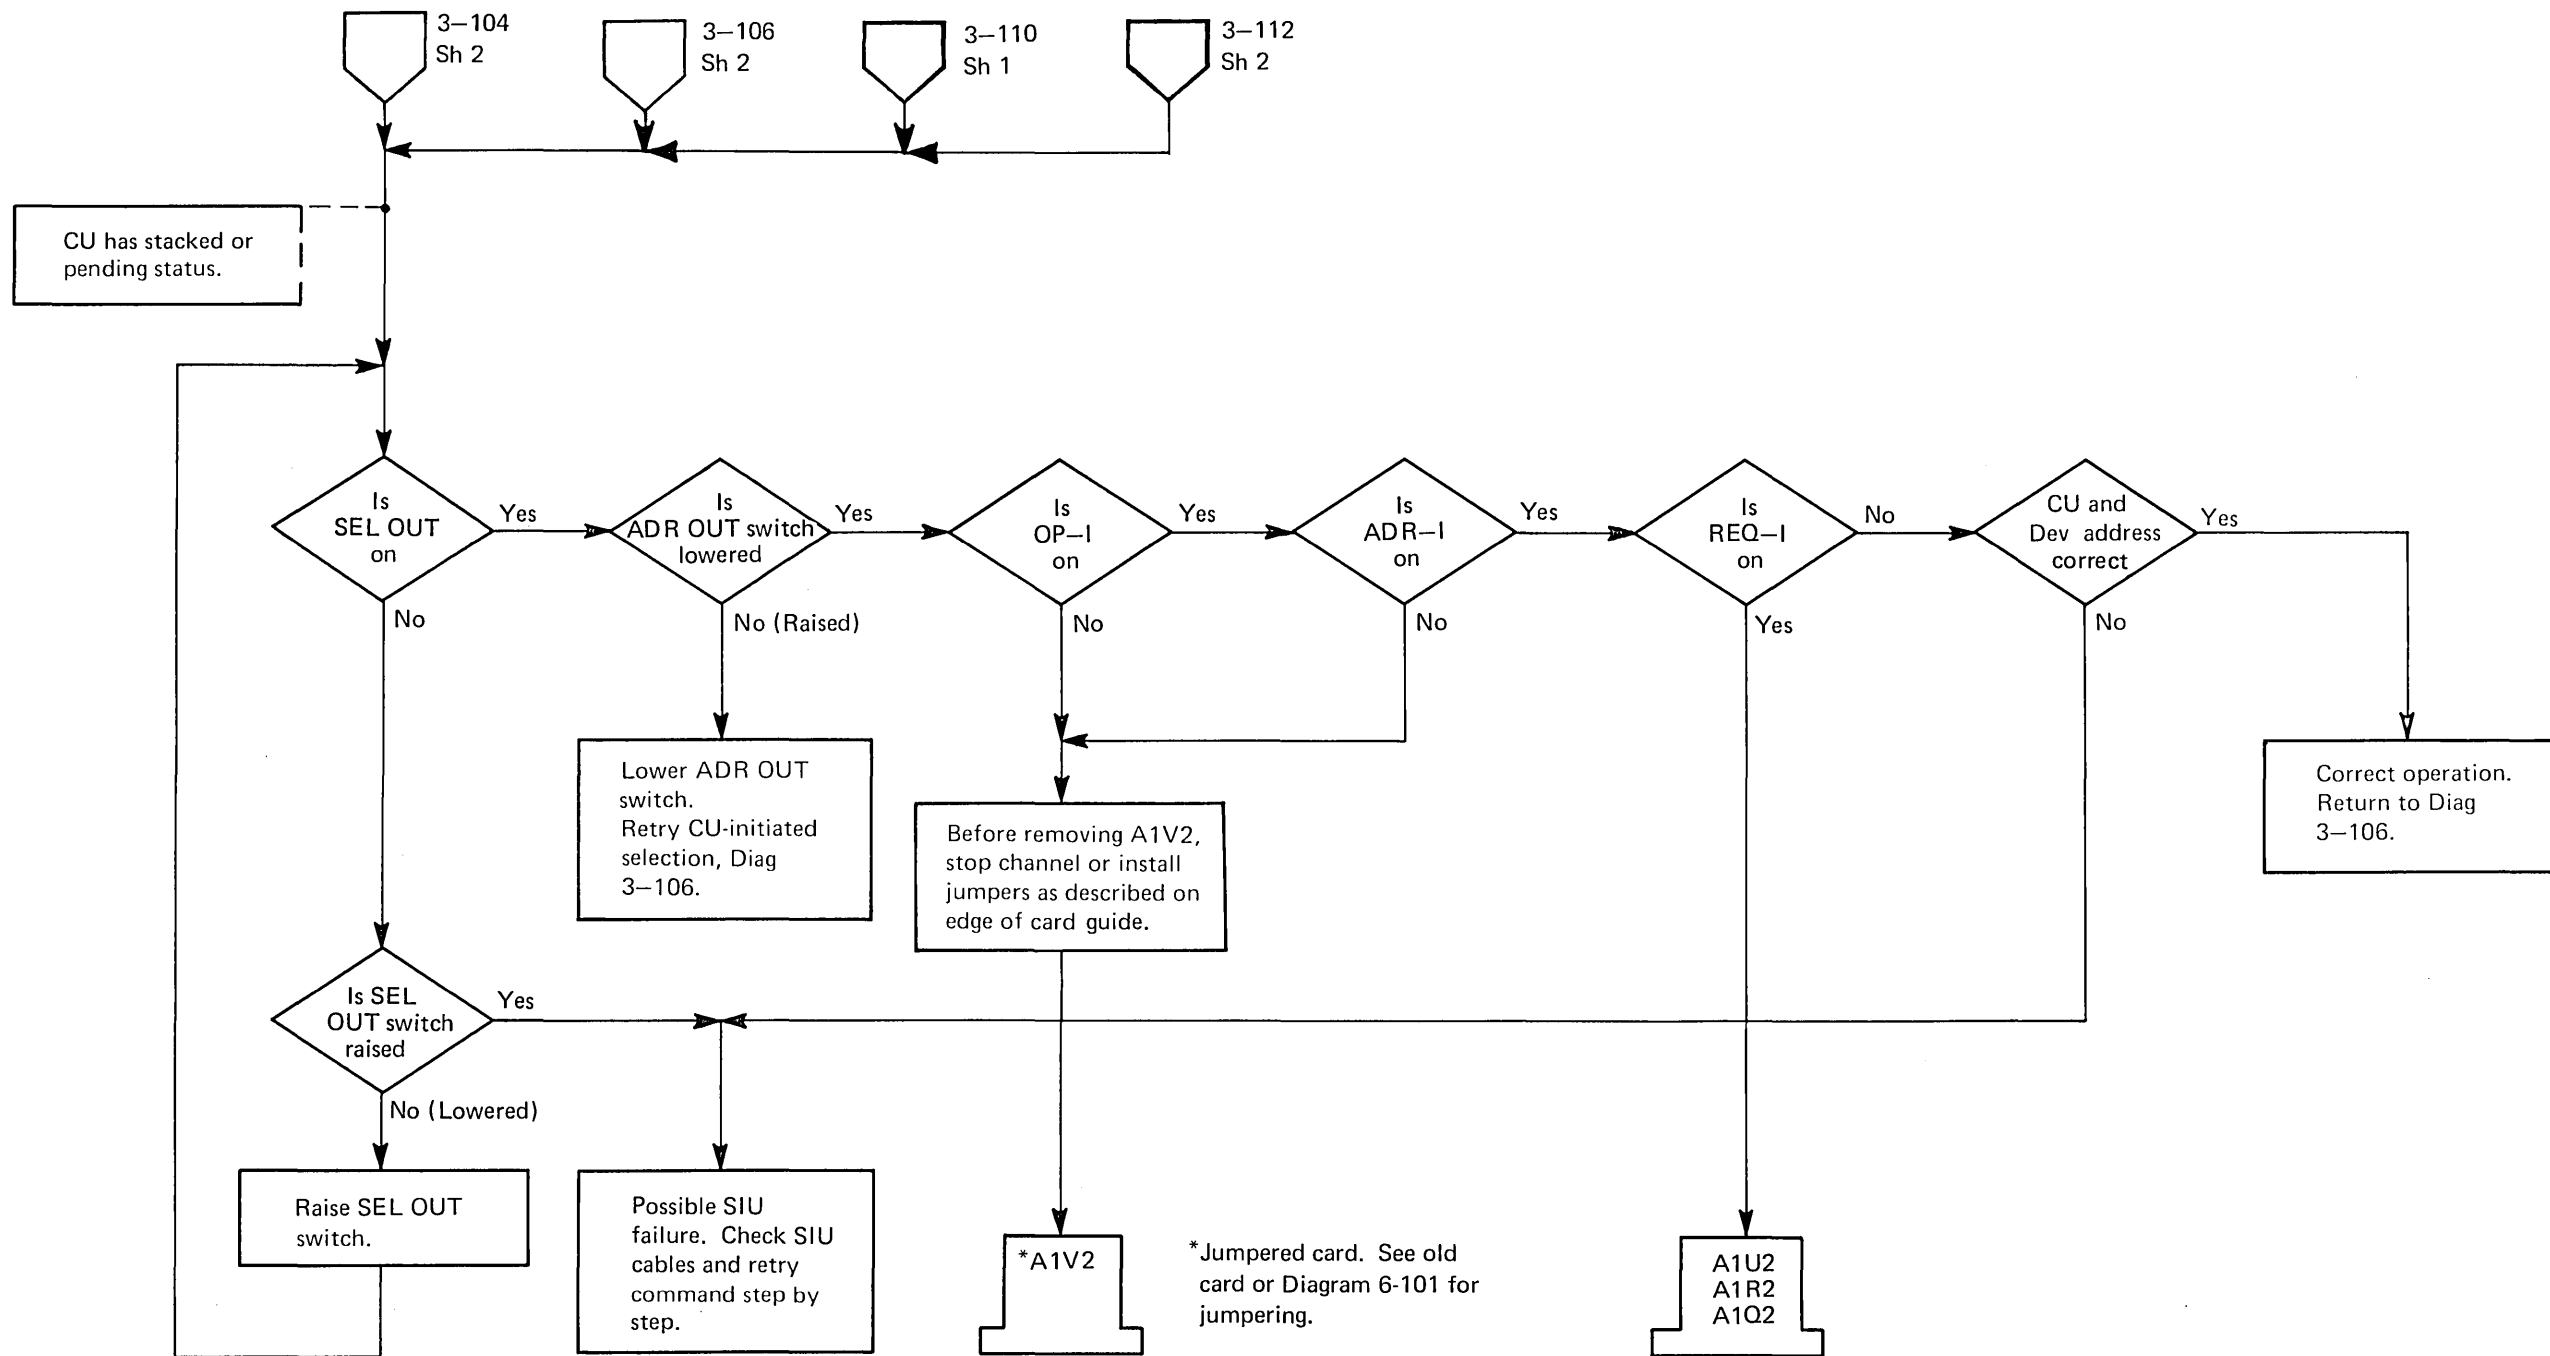 3–104
Sh 2
3–106
Sh 2
3–110
Sh 1
3–112
Sh 2
CU has stacked or
pending status.
Is
SEL OUT
on
Yes
No
Is
ADR OUT switch
lowered
Yes
No (Raised)
Is
OP–I
on
Yes
No
Is
ADR–I
on
Yes
No
Is
REQ–I
on
No
Yes
CU and
Dev address
correct
Yes
No
Lower ADR OUT
switch.
Retry CU-initiated
selection, Diag
3–106.
Before removing A1V2,
stop channel or install
jumpers as described on
edge of card guide.
Correct operation.
Return to Diag
3–106.
Is SEL
OUT switch
raised
Yes
No (Lowered)
Raise SEL OUT
switch.
Possible SIU
failure. Check SIU
cables and retry
command step by
step.
*A1V2
*Jumpered card. See old
card or Diagram 6-101 for
jumpering.
A1U2
A1R2
A1Q2